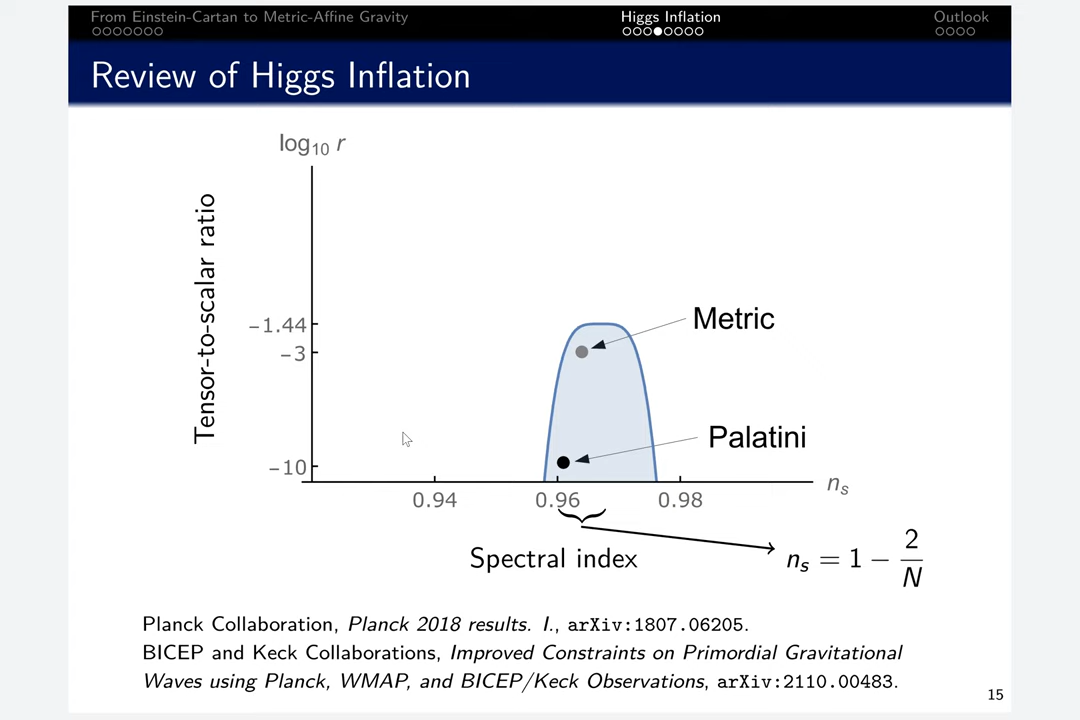 From Einstein-Cartan to Metric-Affine Gravity
Higgs Inflation
Outlook
Review of Higgs Inflation
log10 r
Tensor-to-scalar ratio
−1.44
−3
−10
Metric
Palatini
0.94
0.96
0.98
ns
Spectral index
ns = 1 − 2/N
Planck Collaboration, Planck 2018 results. I., arXiv:1807.06205.
BICEP and Keck Collaborations, Improved Constraints on Primordial Gravitational
Waves using Planck, WMAP, and BICEP/Keck Observations, arXiv:2110.00483.
15